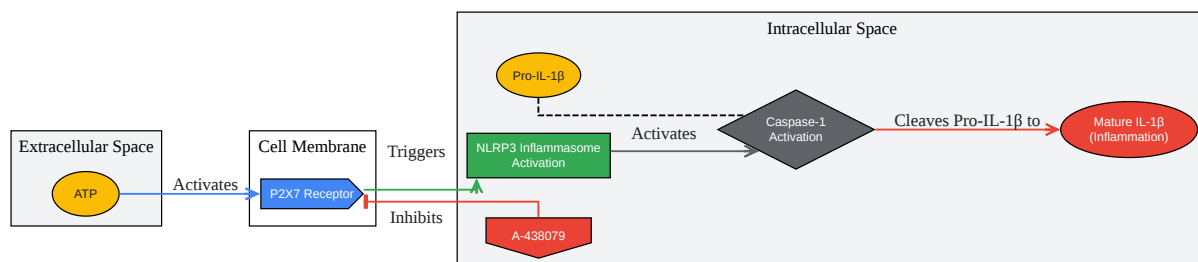 Intracellular Space
Pro-IL-1β
Extracellular Space
ATP
Activates
Cell Membrane
P2X7 Receptor
Triggers
Inhibits
NLRP3 Inflammasome
Activation
A-438079
Activates
Caspase-1
Activation
Cleaves Pro-IL-1β to
Mature IL-1β
(Inflammation)